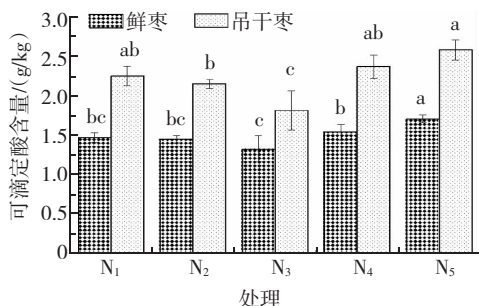 3.0
鲜枣 吊干枣
2.5
2.0
1.5
1.0
0.5
0
可滴定酸含量/(g/kg)
ab b c ab a
bc bc c b a
N₁ N₂ N₃ N₄ N₅
处理